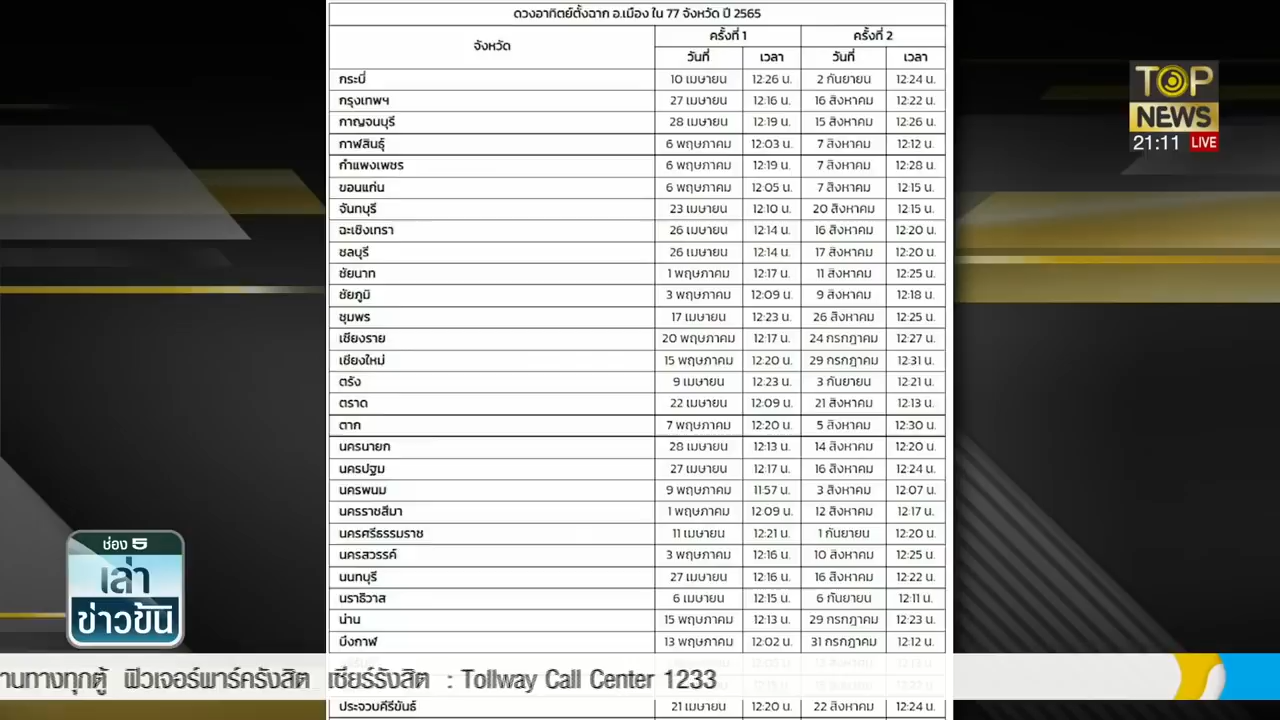 ดวงอาทิตย์ตั้งฉาก อ.เมือง ใน 77 จังหวัด ปี 2565
จังหวัด ครั้งที่ 1 ครั้งที่ 2
วันที่ เวลา วันที่ เวลา
กระบี่ 10 เมษายน 12:26 น. 2 กันยายน 12:24 น.
กรุงเทพฯ 27 เมษายน 12:16 น. 16 สิงหาคม 12:22 น.
กาญจนบุรี 28 เมษายน 12:19 น. 15 สิงหาคม 12:26 น.
กาฬสินธุ์ 6 พฤษภาคม 12:03 น. 7 สิงหาคม 12:12 น.
กำแพงเพชร 6 พฤษภาคม 12:19 น. 7 สิงหาคม 12:28 น.
ขอนแก่น 6 พฤษภาคม 12:05 น. 7 สิงหาคม 12:15 น.
จันทบุรี 23 เมษายน 12:10 น. 20 สิงหาคม 12:15 น.
ฉะเชิงเทรา 26 เมษายน 12:14 น. 16 สิงหาคม 12:20 น.
ชลบุรี 26 เมษายน 12:14 น. 17 สิงหาคม 12:20 น.
ชัยนาท 1 พฤษภาคม 12:17 น. 11 สิงหาคม 12:25 น.
ชัยภูมิ 3 พฤษภาคม 12:09 น. 9 สิงหาคม 12:18 น.
ชุมพร 17 เมษายน 12:23 น. 26 สิงหาคม 12:25 น.
เชียงราย 20 พฤษภาคม 12:17 น. 24 กรกฎาคม 12:27 น.
เชียงใหม่ 15 พฤษภาคม 12:20 น. 29 กรกฎาคม 12:31 น.
ตรัง 9 เมษายน 12:23 น. 3 กันยายน 12:21 น.
ตราด 22 เมษายน 12:09 น. 21 สิงหาคม 12:13 น.
ตาก 7 พฤษภาคม 12:20 น. 5 สิงหาคม 12:30 น.
นครนายก 28 เมษายน 12:13 น. 14 สิงหาคม 12:20 น.
นครปฐม 27 เมษายน 12:17 น. 16 สิงหาคม 12:24 น.
นครพนม 9 พฤษภาคม 11:57 น. 3 สิงหาคม 12:07 น.
นครราชสีมา 1 พฤษภาคม 12:09 น. 12 สิงหาคม 12:17 น.
นครศรีธรรมราช 11 เมษายน 12:21 น. 1 กันยายน 12:20 น.
นครสวรรค์ 3 พฤษภาคม 12:16 น. 10 สิงหาคม 12:25 น.
นนทบุรี 27 เมษายน 12:16 น. 16 สิงหาคม 12:22 น.
นราธิวาส 6 เมษายน 12:15 น. 6 กันยายน 12:11 น.
น่าน 15 พฤษภาคม 12:13 น. 29 กรกฎาคม 12:23 น.
บึงกาฬ 13 พฤษภาคม 12:02 น. 31 กรกฎาคม 12:12 น.
ประจวบคีรีขันธ์ 21 เมษายน 12:20 น. 22 สิงหาคม 12:24 น.
TOP
NEWS
21:11 LIVE
ช่อง 5
เล่า
ข่าวข้น
านทางทุกตู้ ฟิวเจอร์พาร์ครังสิต เซียร์รังสิต : Tollway Call Center 1233